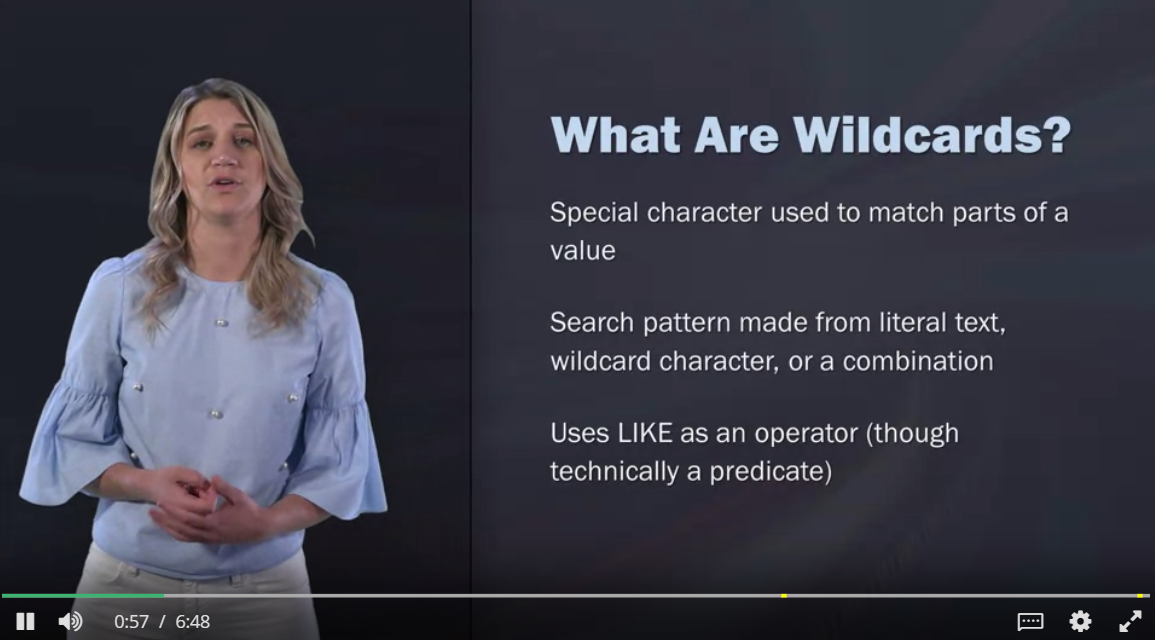 What Are Wildcards?
Special character used to match parts of a
value
Search pattern made from literal text,
wildcard character, or a combination
Uses LIKE as an operator (though
technically a predicate)
0:57 / 6:48